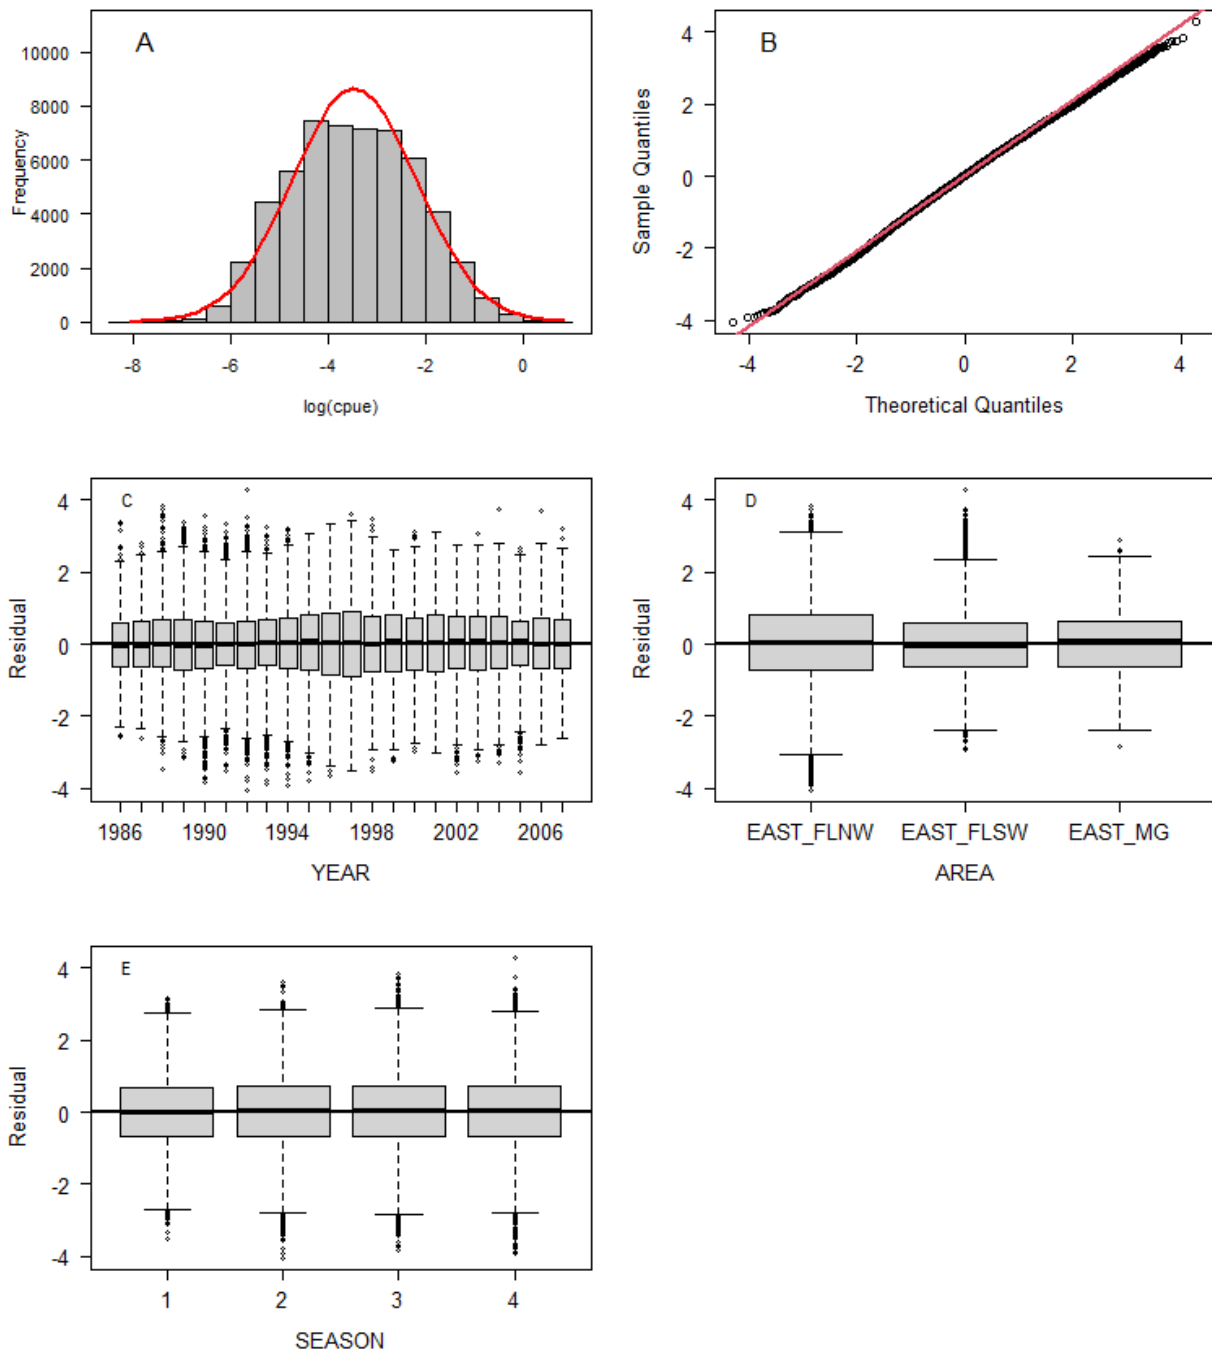 A
10000
8000
6000
4000
2000
0
Frequency
-8 -6 -4 -2 0
log(cpue)
B
4
2
0
-2
-4
Sample Quantiles
-4 -2 0 2 4
Theoretical Quantiles
C
4
2
0
-2
-4
Residual
1986 1990 1994 1998 2002 2006
YEAR
D
4
2
0
-2
-4
Residual
EAST_FLNW EAST_FLSW EAST_MG
AREA
E
4
2
0
-2
-4
Residual
1 2 3 4
SEASON